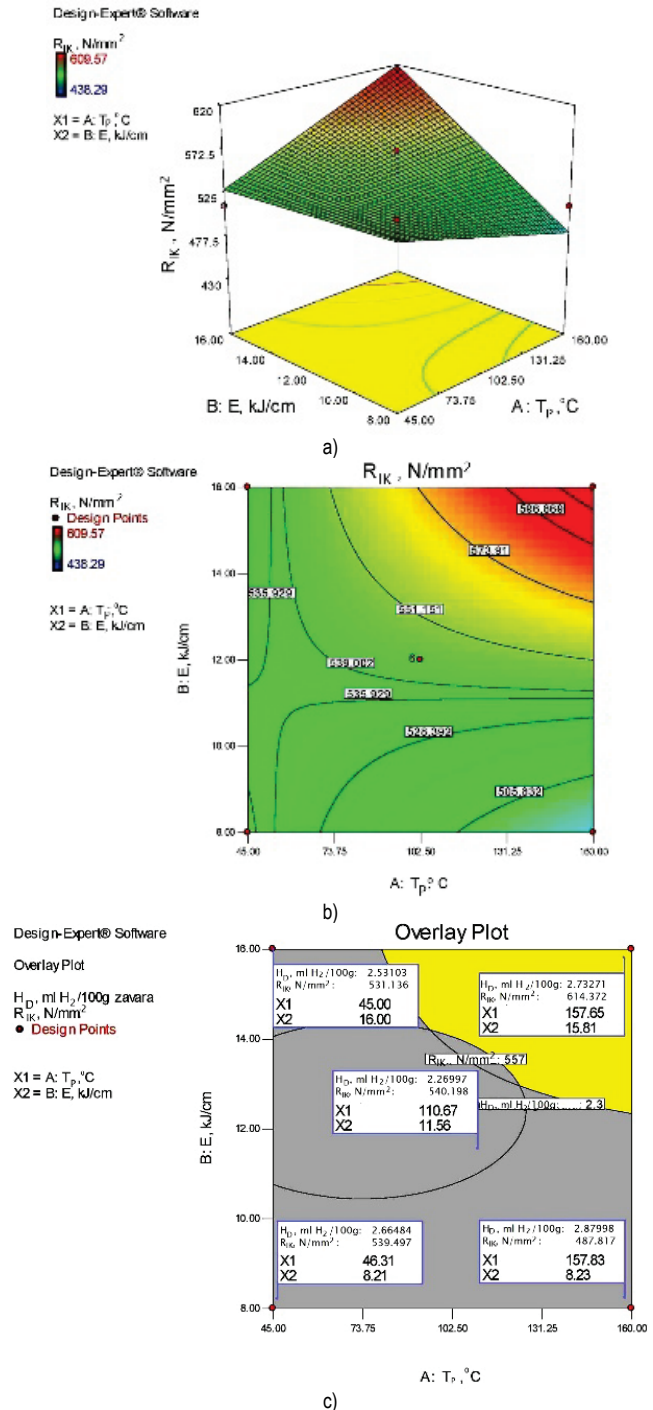 Design-Expert® Software
R_IK , N/mm²
609.57
438.29
X1 = A: T_P ,°C
X2 = B: E, kJ/cm
620
572.5
525
477.5
430
R_IK , N/mm²
16.00
14.00
12.00
10.00
8.00
B: E, kJ/cm
160.00
131.25
102.50
73.75
45.00
A: T_P ,°C
a)
Design-Expert® Software
R_IK , N/mm²
R_IK , N/mm²
Design Points
609.57
438.29
X1 = A: T_P ,°C
X2 = B: E, kJ/cm
16.00
14.00
12.00
10.00
8.00
B: E, kJ/cm
573.91
551.151
535.929
6
535.929
505.832
45.00
73.75
102.50
131.25
160.00
A: T_P,° C
b)
Design-Expert® Software
Overlay Plot
Overlay Plot
H_D, ml H₂/100g zavara
R_IK, N/mm²
Design Points
X1 = A: T_P ,°C
X2 = B: E, kJ/cm
16.00
14.00
12.00
10.00
8.00
B: E, kJ/cm
H_D, ml H₂/100g: 2.53103
R_IK, N/mm²: 531.136
X1 45.00
X2 16.00
H_D, ml H₂/100g: 2.73271
R_IK, N/mm²: 614.372
X1 157.65
X2 15.81
R_IK, N/mm²: 557
H_D, ml H₂/100g: 2.26997
R_IK, N/mm²: 540.198
X1 110.67
X2 11.56
H_D, ml H₂/100g: 2.3
H_D, ml H₂/100g: 2.66484
R_IK, N/mm²: 539.497
X1 46.31
X2 8.21
H_D, ml H₂/100g: 2.87998
R_IK, N/mm²: 487.817
X1 157.83
X2 8.23
45.00
73.75
102.50
131.25
160.00
A: T_P ,°C
c)